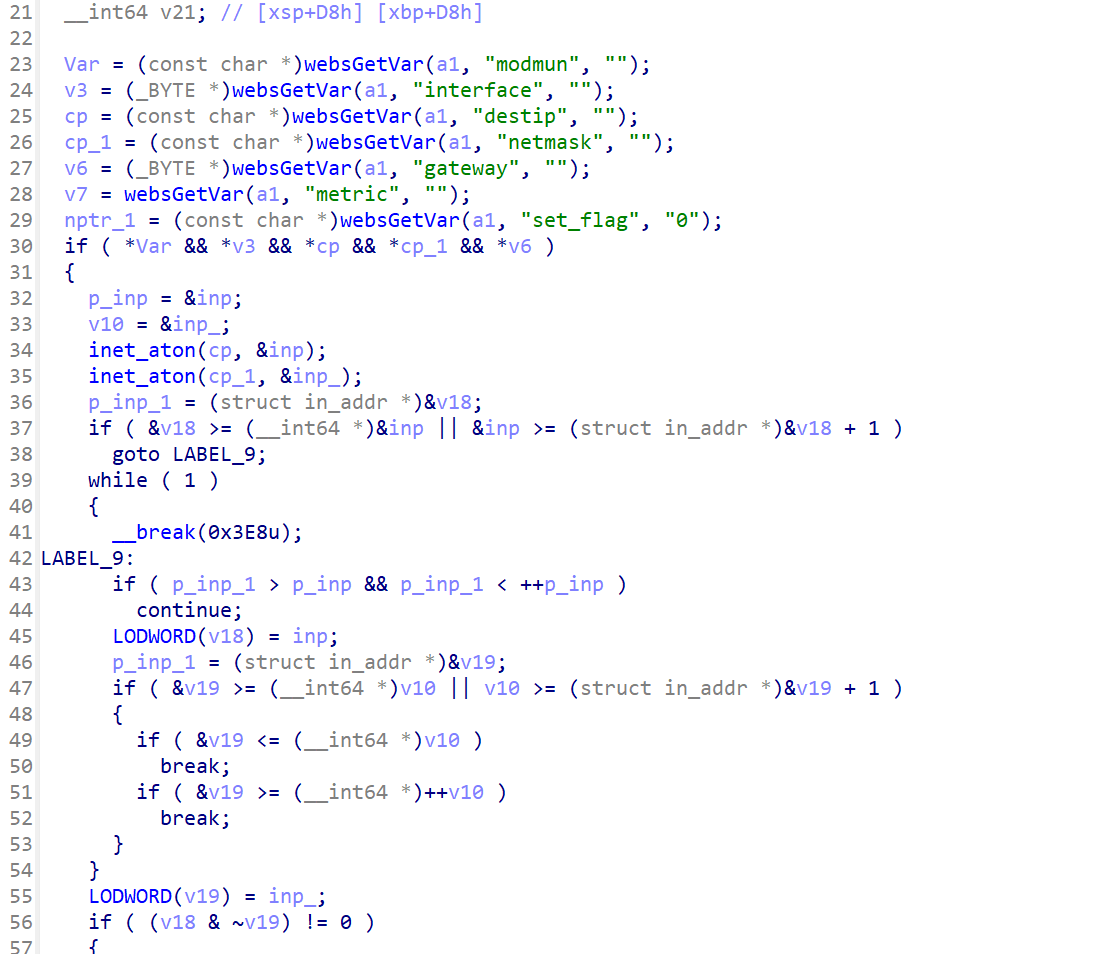 21   __int64 v21; // [xsp+D8h] [xbp+D8h]
22
23   Var = (const char *)websGetVar(a1, "modmun", "");
24   v3 = (_BYTE *)websGetVar(a1, "interface", "");
25   cp = (const char *)websGetVar(a1, "destip", "");
26   cp_1 = (const char *)websGetVar(a1, "netmask", "");
27   v6 = (_BYTE *)websGetVar(a1, "gateway", "");
28   v7 = websGetVar(a1, "metric", "");
29   nptr_1 = (const char *)websGetVar(a1, "set_flag", "0");
30   if ( *Var && *v3 && *cp && *cp_1 && *v6 )
31   {
32     p_inp = &inp;
33     v10 = &inp_;
34     inet_aton(cp, &inp);
35     inet_aton(cp_1, &inp_);
36     p_inp_1 = (struct in_addr *)&v18;
37     if ( &v18 >= (__int64 *)&inp || &inp >= (struct in_addr *)&v18 + 1 )
38       goto LABEL_9;
39     while ( 1 )
40     {
41       __break(0x3E8u);
42 LABEL_9:
43       if ( p_inp_1 > p_inp && p_inp_1 < ++p_inp )
44         continue;
45       LODWORD(v18) = inp;
46       p_inp_1 = (struct in_addr *)&v19;
47       if ( &v19 >= (__int64 *)v10 || v10 >= (struct in_addr *)&v19 + 1 )
48       {
49         if ( &v19 <= (__int64 *)v10 )
50           break;
51         if ( &v19 >= (__int64 *)++v10 )
52           break;
53       }
54     }
55     LODWORD(v19) = inp_;
56     if ( (v18 & ~v19) != 0 )
57     {